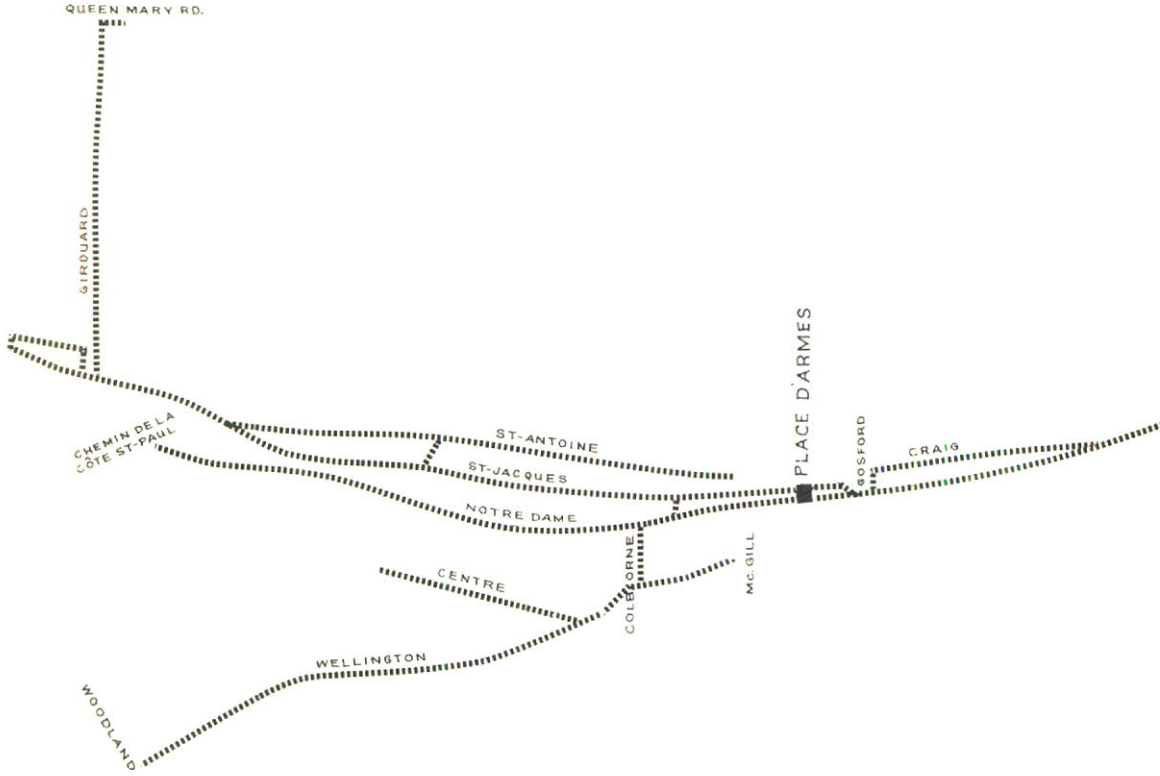 QUEEN MARY RD.
GIROUARD
PLACE D'ARMES
CHEMIN DE LA
CÔTE ST-PAUL
ST-ANTOINE
GOSFORD
CRAIG
ST-JACQUES
NOTRE DAME
COLBORNE
Mc. GILL
CENTRE
WELLINGTON
WOODLAND